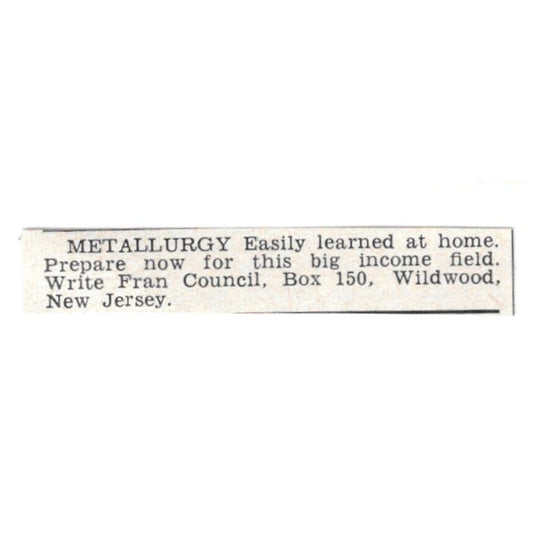 METALLURGY Easily learned at home.
Prepare now for this big income field.
Write Fran Council, Box 150, Wildwood,
New Jersey.